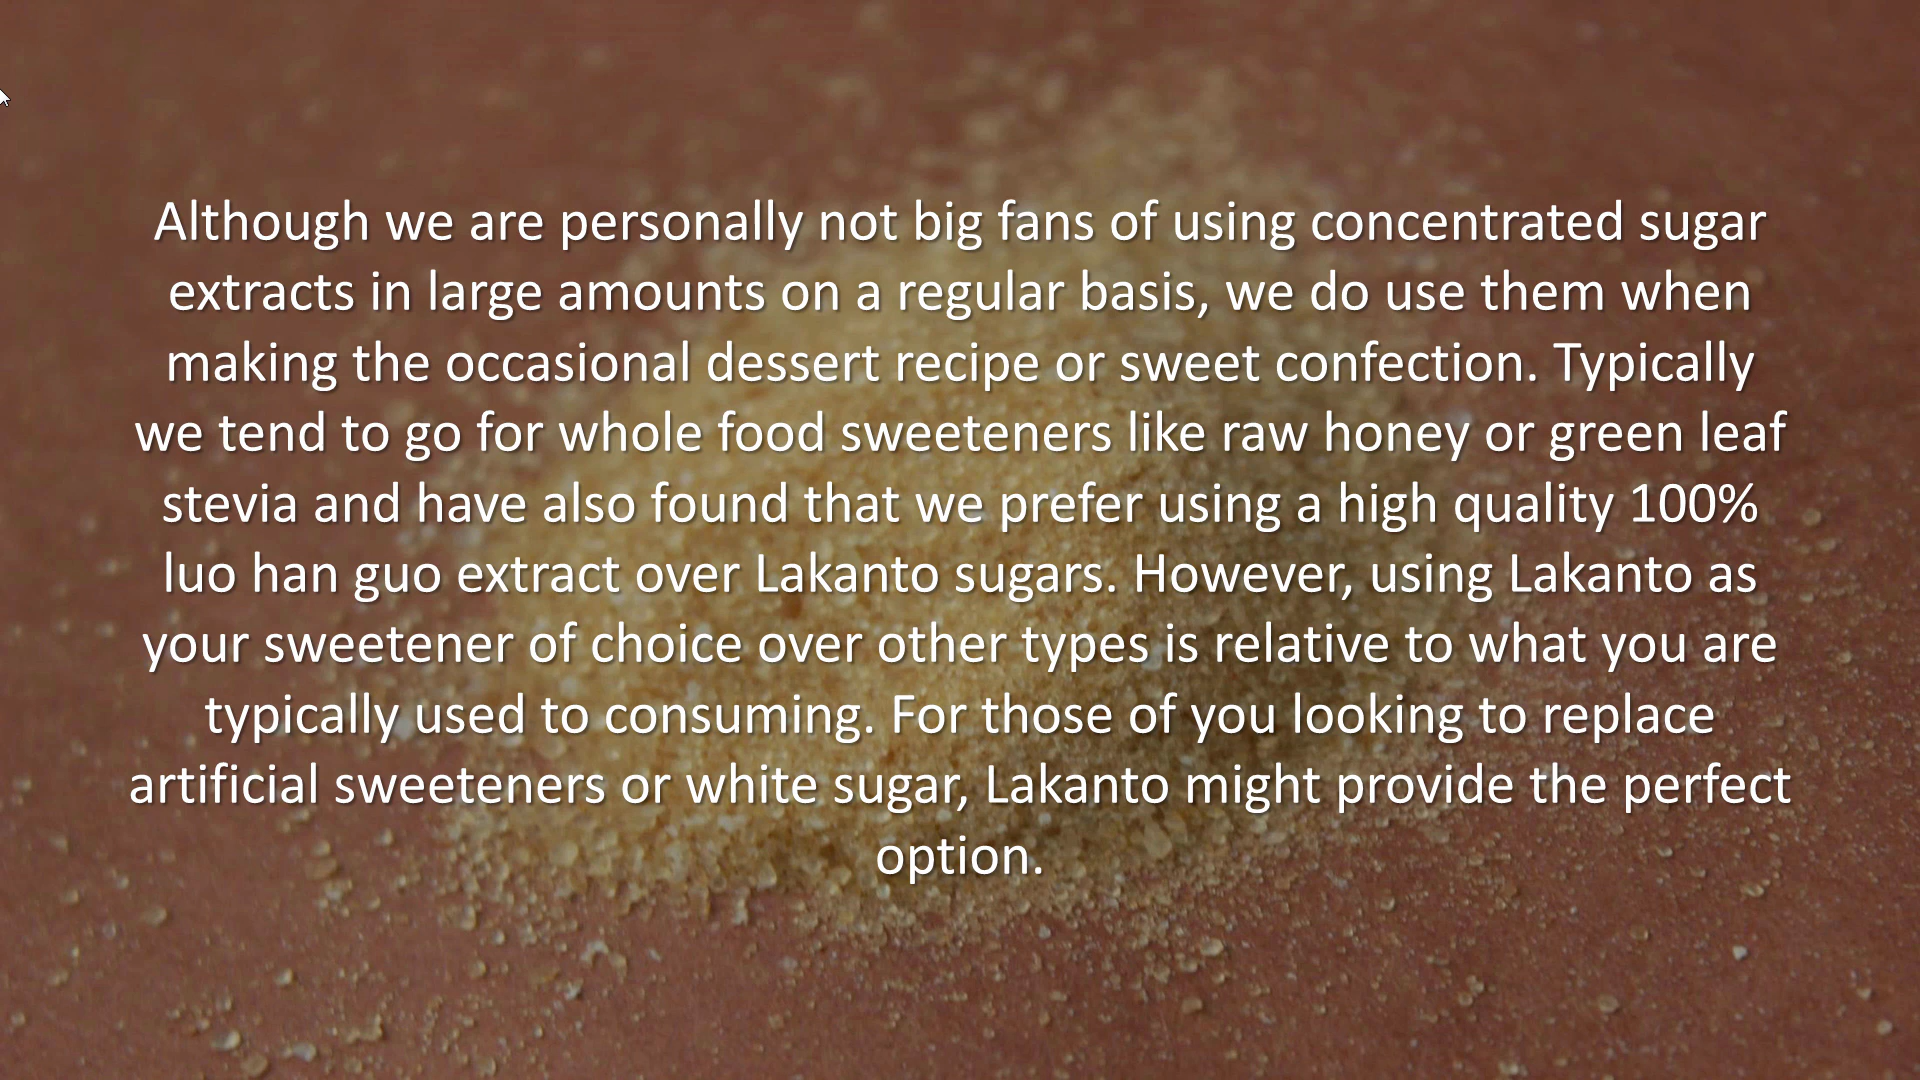 Although we are personally not big fans of using concentrated sugar
extracts in large amounts on a regular basis, we do use them when
making the occasional dessert recipe or sweet confection. Typically
we tend to go for whole food sweeteners like raw honey or green leaf
stevia and have also found that we prefer using a high quality 100%
luo han guo extract over Lakanto sugars. However, using Lakanto as
your sweetener of choice over other types is relative to what you are
typically used to consuming. For those of you looking to replace
artificial sweeteners or white sugar, Lakanto might provide the perfect
option.